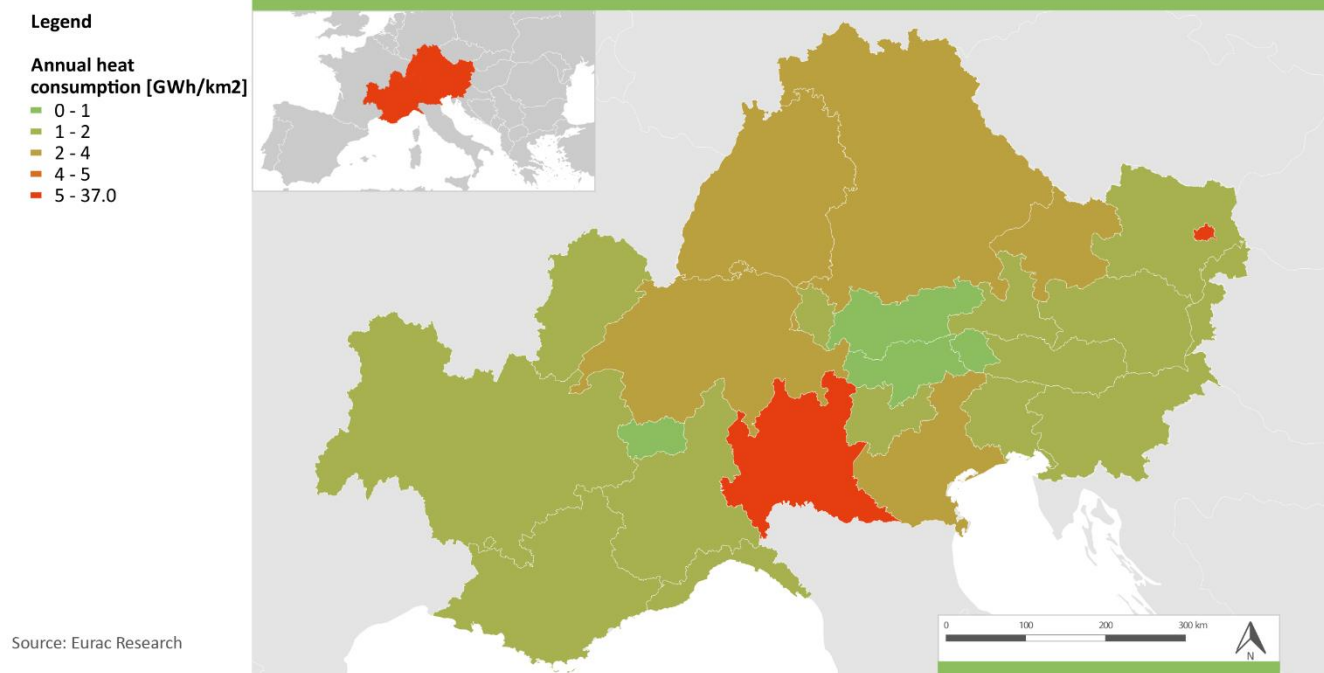 Legend
Annual heat
consumption [GWh/km2]
0 - 1
1 - 2
2 - 4
4 - 5
5 - 37.0
Source: Eurac Research
0 100 200 300 km
N